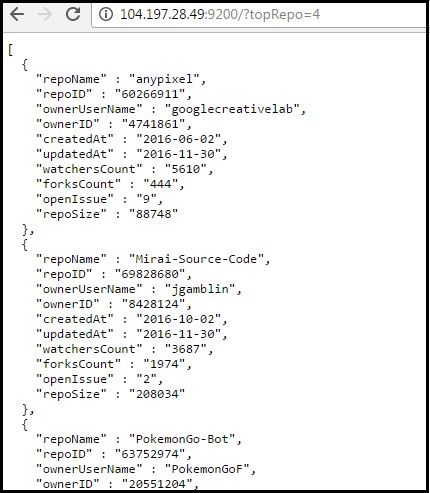 104.197.28.49:9200/?topRepo=4
[
{
"repoName" : "anypixel",
"repoID" : "60266911",
"ownerUserName" : "googlecreativelab",
"ownerID" : "4741861",
"createdAt" : "2016-06-02",
"updatedAt" : "2016-11-30",
"watchersCount" : "5610",
"forksCount" : "444",
"openIssue" : "9",
"repoSize" : "88748"
},
{
"repoName" : "Mirai-Source-Code",
"repoID" : "69828680",
"ownerUserName" : "jgamblin",
"ownerID" : "8428124",
"createdAt" : "2016-10-02",
"updatedAt" : "2016-11-30",
"watchersCount" : "3687",
"forksCount" : "1974",
"openIssue" : "2",
"repoSize" : "208034"
},
{
"repoName" : "PokemonGo-Bot",
"repoID" : "63752974",
"ownerUserName" : "PokemonGoF",
"ownerID" : "20551204",